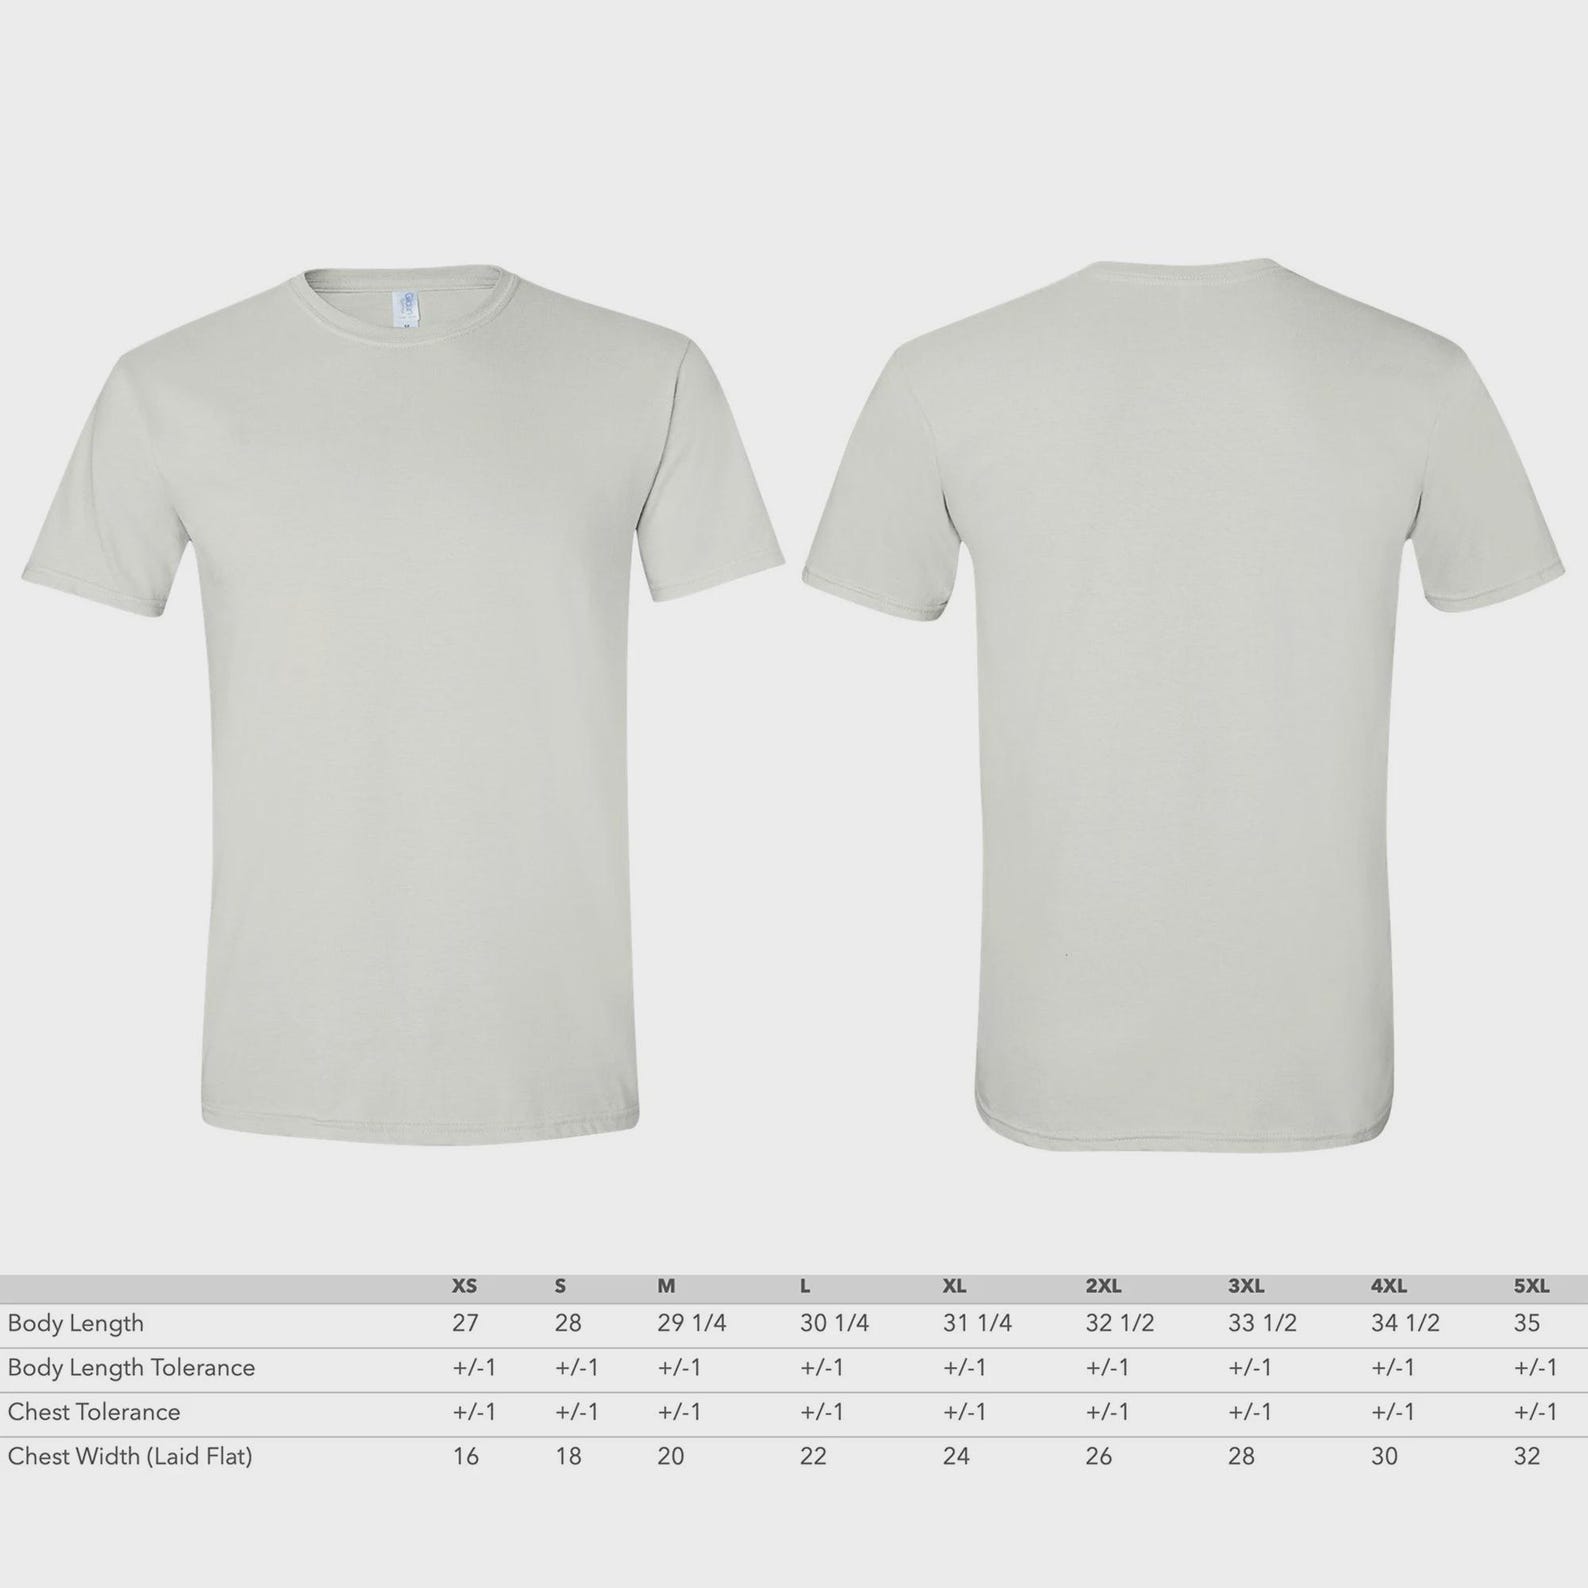 GILDAN
XS S M L XL 2XL 3XL 4XL 5XL
Body Length 27 28 29 1/4 30 1/4 31 1/4 32 1/2 33 1/2 34 1/2 35
Body Length Tolerance +/-1 +/-1 +/-1 +/-1 +/-1 +/-1 +/-1 +/-1 +/-1
Chest Tolerance +/-1 +/-1 +/-1 +/-1 +/-1 +/-1 +/-1 +/-1 +/-1
Chest Width (Laid Flat) 16 18 20 22 24 26 28 30 32